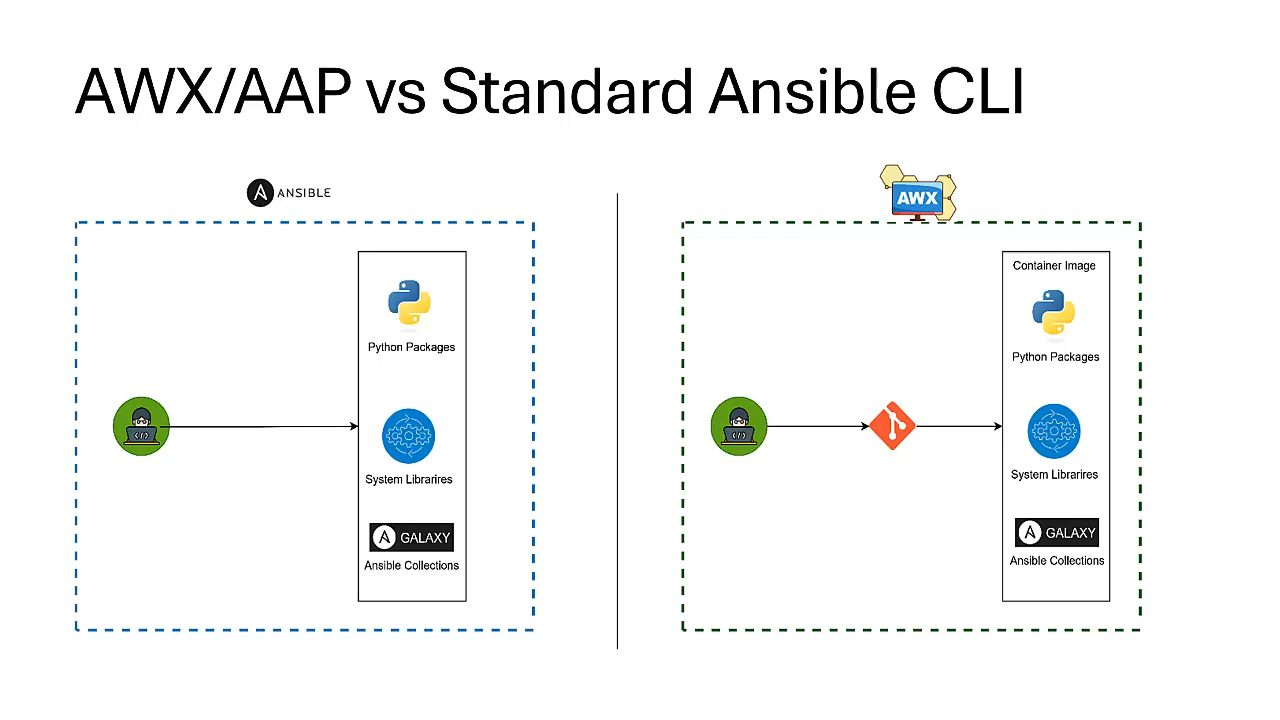 AWX/AAP vs Standard Ansible CLI
ANSIBLE
Python Packages
System Librarires
GALAXY
Ansible Collections
AWX
Container Image
Python Packages
System Librarires
GALAXY
Ansible Collections